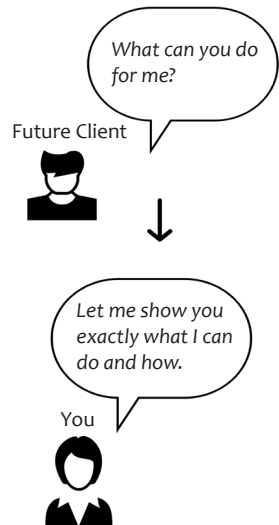 What can you do
for me?
Future Client
Let me show you
exactly what I can
do and how.
You